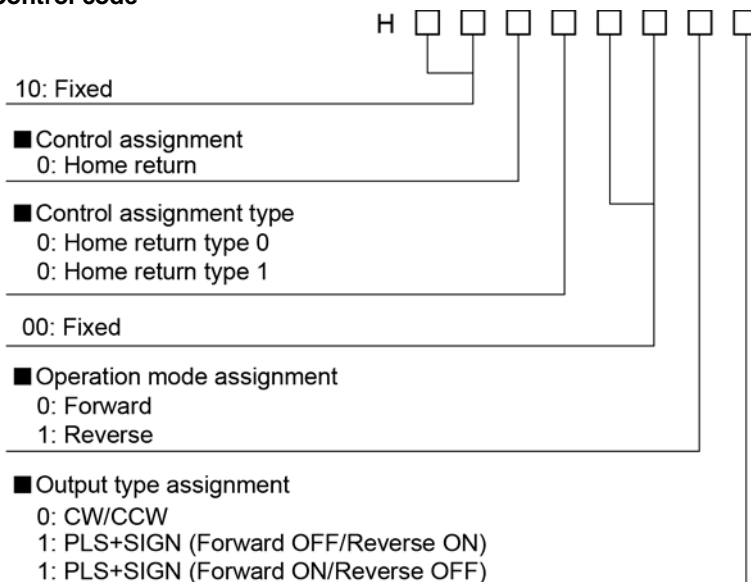 control code
H □ □ □ □ □ □ □ □
10: Fixed
■ Control assignment
0: Home return
■ Control assignment type
0: Home return type 0
0: Home return type 1
00: Fixed
■ Operation mode assignment
0: Forward
1: Reverse
■ Output type assignment
0: CW/CCW
1: PLS+SIGN (Forward OFF/Reverse ON)
1: PLS+SIGN (Forward ON/Reverse OFF)